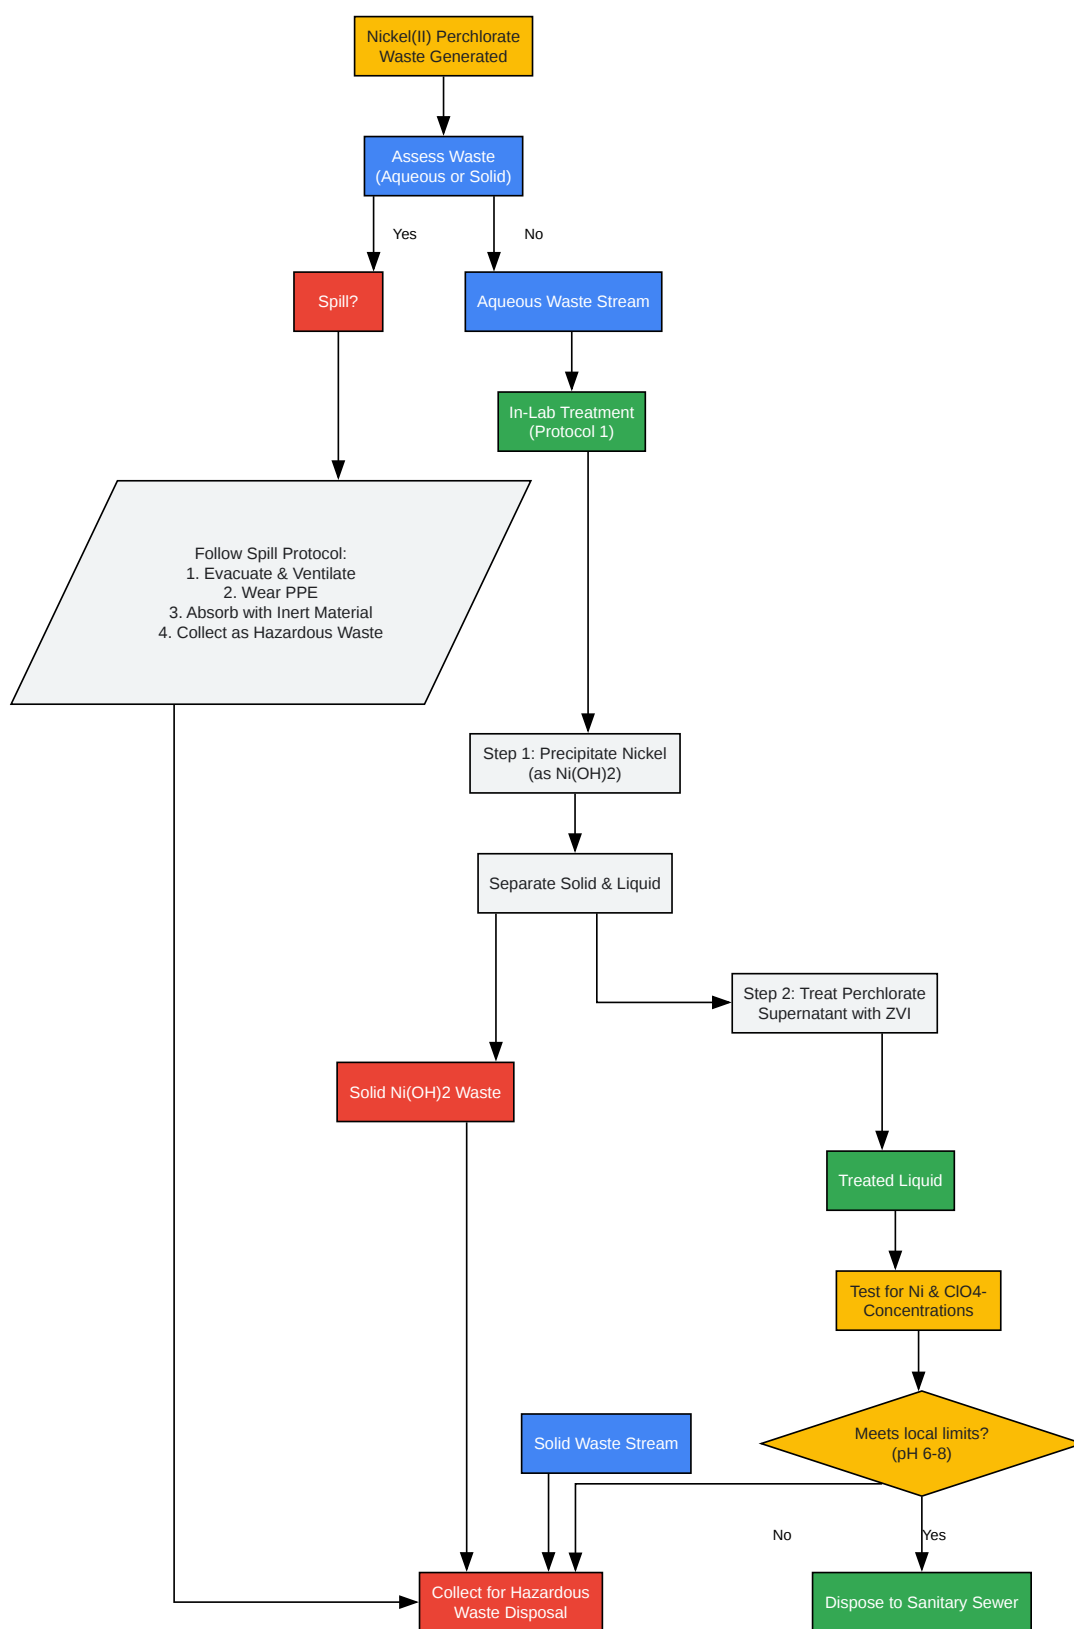 Nickel(II) Perchlorate
Waste Generated
Assess Waste
(Aqueous or Solid)
Yes
No
Spill?
Aqueous Waste Stream
In-Lab Treatment
(Protocol 1)
Follow Spill Protocol:
1. Evacuate & Ventilate
2. Wear PPE
3. Absorb with Inert Material
4. Collect as Hazardous Waste
Step 1: Precipitate Nickel
(as Ni(OH)2)
Separate Solid & Liquid
Step 2: Treat Perchlorate
Supernatant with ZVI
Solid Ni(OH)2 Waste
Treated Liquid
Test for Ni & ClO4-
Concentrations
Meets local limits?
(pH 6-8)
Solid Waste Stream
No
Yes
Collect for Hazardous
Waste Disposal
Dispose to Sanitary Sewer